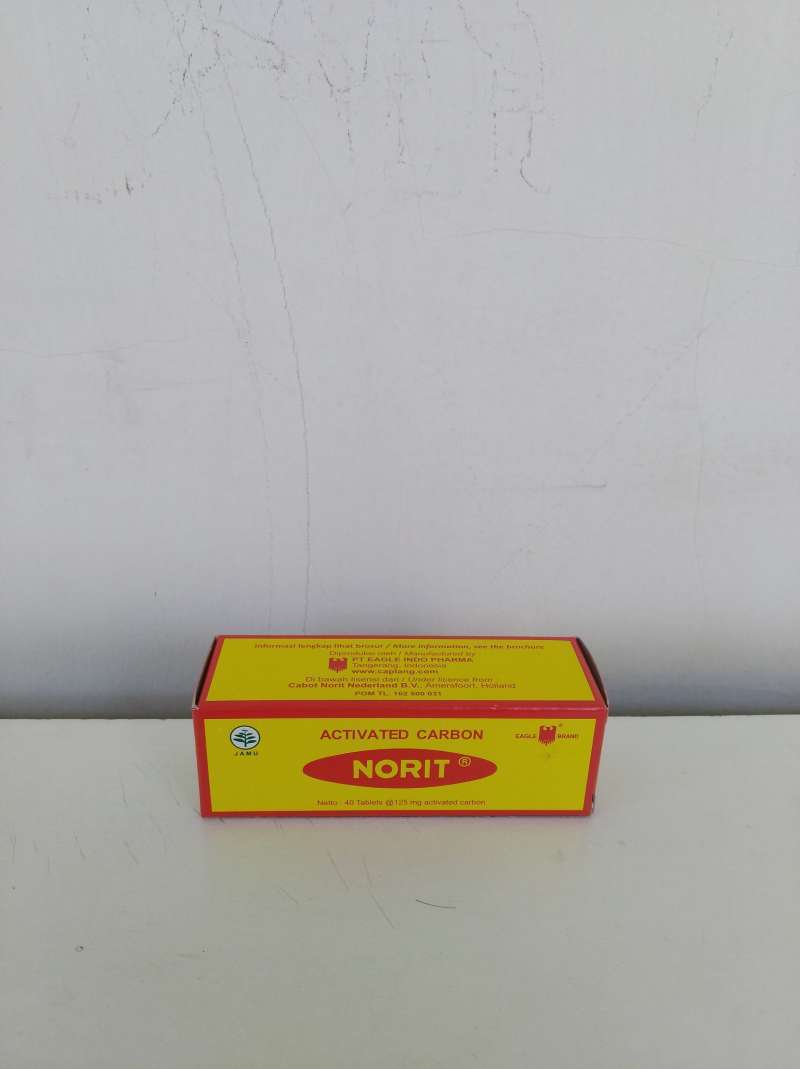 Informasi lengkap lihat brosur / More information, see the brochure
Diproduksi oleh / Manufactured by
PT EAGLE INDO PHARMA
Tangerang, Indonesia
www.caplang.com
Di bawah lisensi dari / Under licence from
Cabot Norit Nederland B.V., Amersfoort, Holland
POM TL. 162 500 031
JAMU
ACTIVATED CARBON
NORIT ®
EAGLE ® BRAND
Netto : 40 Tablets @125 mg activated carbon